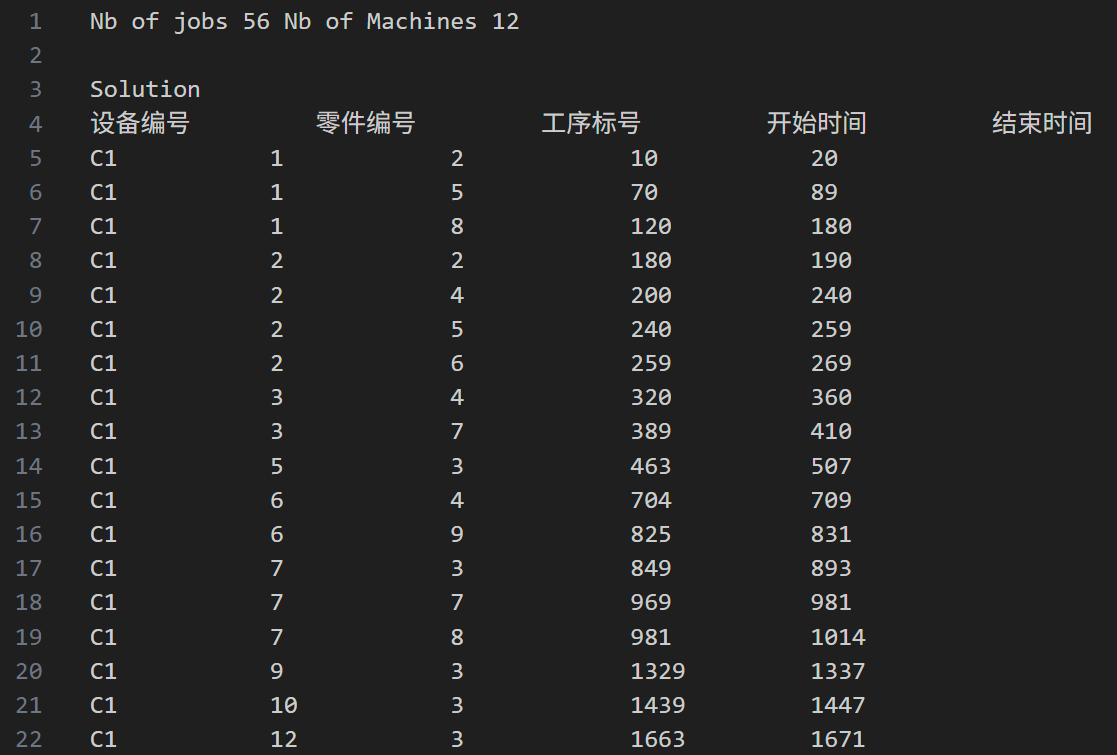 1 Nb of jobs 56 Nb of Machines 12
2
3 Solution
4 设备编号 零件编号 工序标号 开始时间 结束时间
5 C1 1 2 10 20
6 C1 1 5 70 89
7 C1 1 8 120 180
8 C1 2 2 180 190
9 C1 2 4 200 240
10 C1 2 5 240 259
11 C1 2 6 259 269
12 C1 3 4 320 360
13 C1 3 7 389 410
14 C1 5 3 463 507
15 C1 6 4 704 709
16 C1 6 9 825 831
17 C1 7 3 849 893
18 C1 7 7 969 981
19 C1 7 8 981 1014
20 C1 9 3 1329 1337
21 C1 10 3 1439 1447
22 C1 12 3 1663 1671